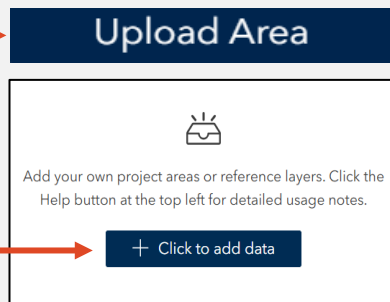 Upload Area
Add your own project areas or reference layers. Click the
Help button at the top left for detailed usage notes.
+ Click to add data